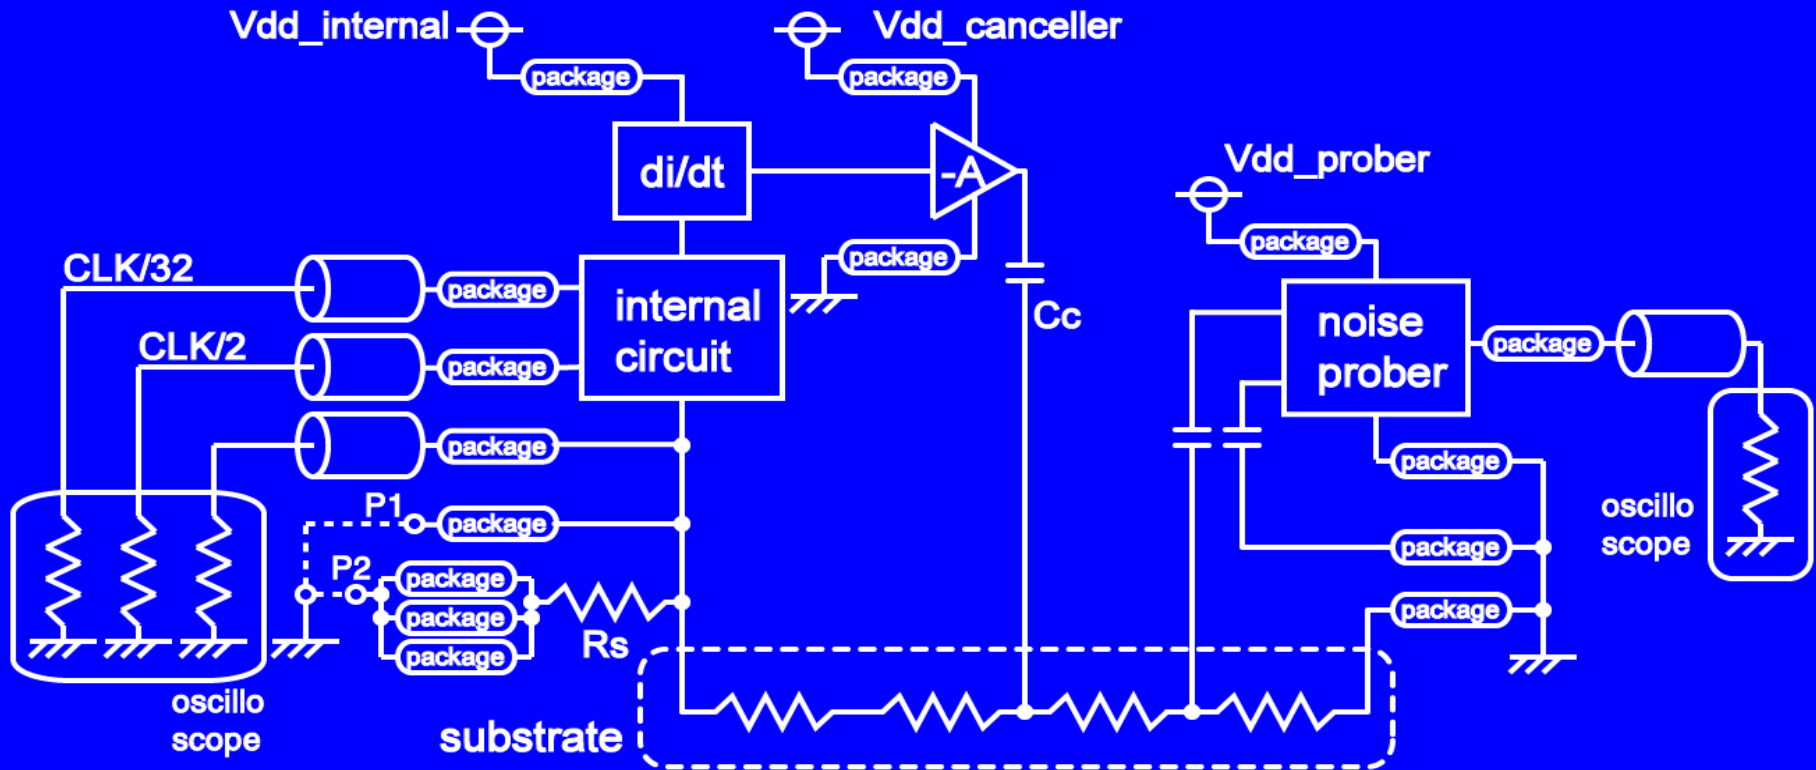 Vdd_internal
Vdd_canceller
package
package
di/dt
-A
Vdd_prober
package
package
CLK/32
package
internal
circuit
Cc
noise
prober
package
CLK/2
package
package
package
P1
package
oscillo
scope
package
P2
package
package
package
Rs
package
oscillo
scope
substrate